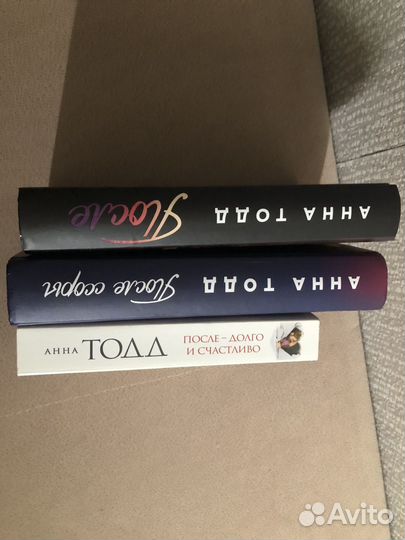 АННА ТОДД
После
АННА ТОДД
После ссоры
АННА ТОДД
ПОСЛЕ – ДОЛГО
И СЧАСТЛИВО
Avito